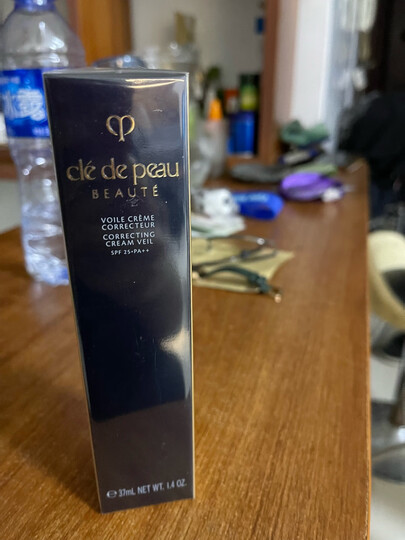 clé de peau
BEAUTÉ
VOILE CRÈME
CORRECTEUR
CORRECTING
CREAM VEIL
SPF 25•PA++
℮ 37mL NET WT. 1.4 OZ.